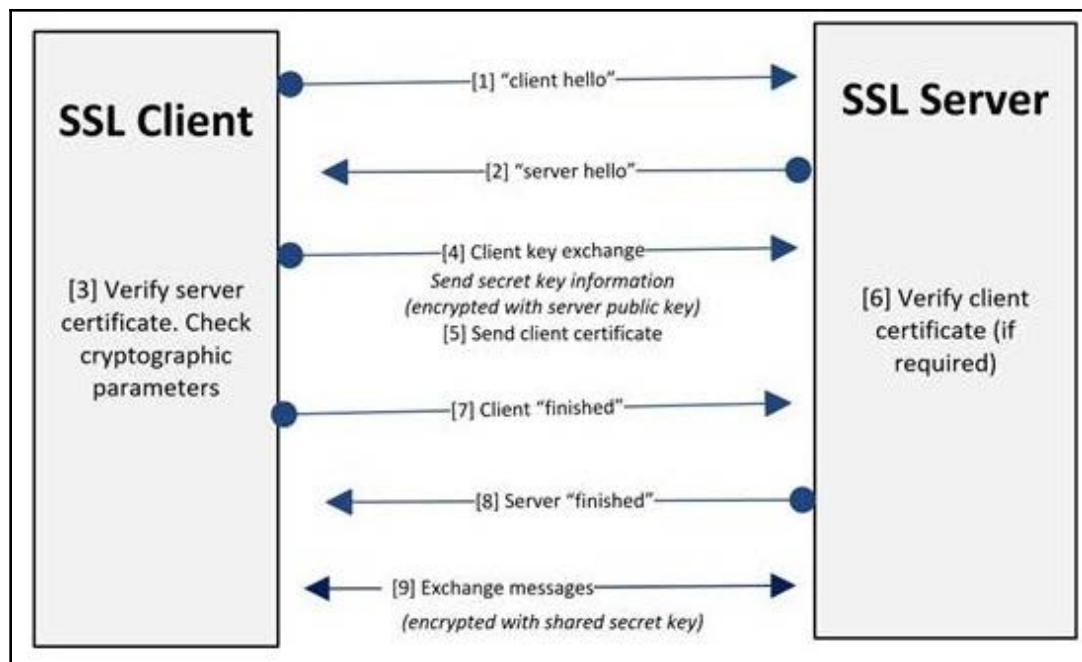 SSL Client
SSL Server
[1] “client hello”
[2] “server hello”
[3] Verify server
certificate. Check
cryptographic
parameters
[4] Client key exchange
Send secret key information
(encrypted with server public key)
[5] Send client certificate
[6] Verify client
certificate (if
required)
[7] Client “finished”
[8] Server “finished”
[9] Exchange messages
(encrypted with shared secret key)